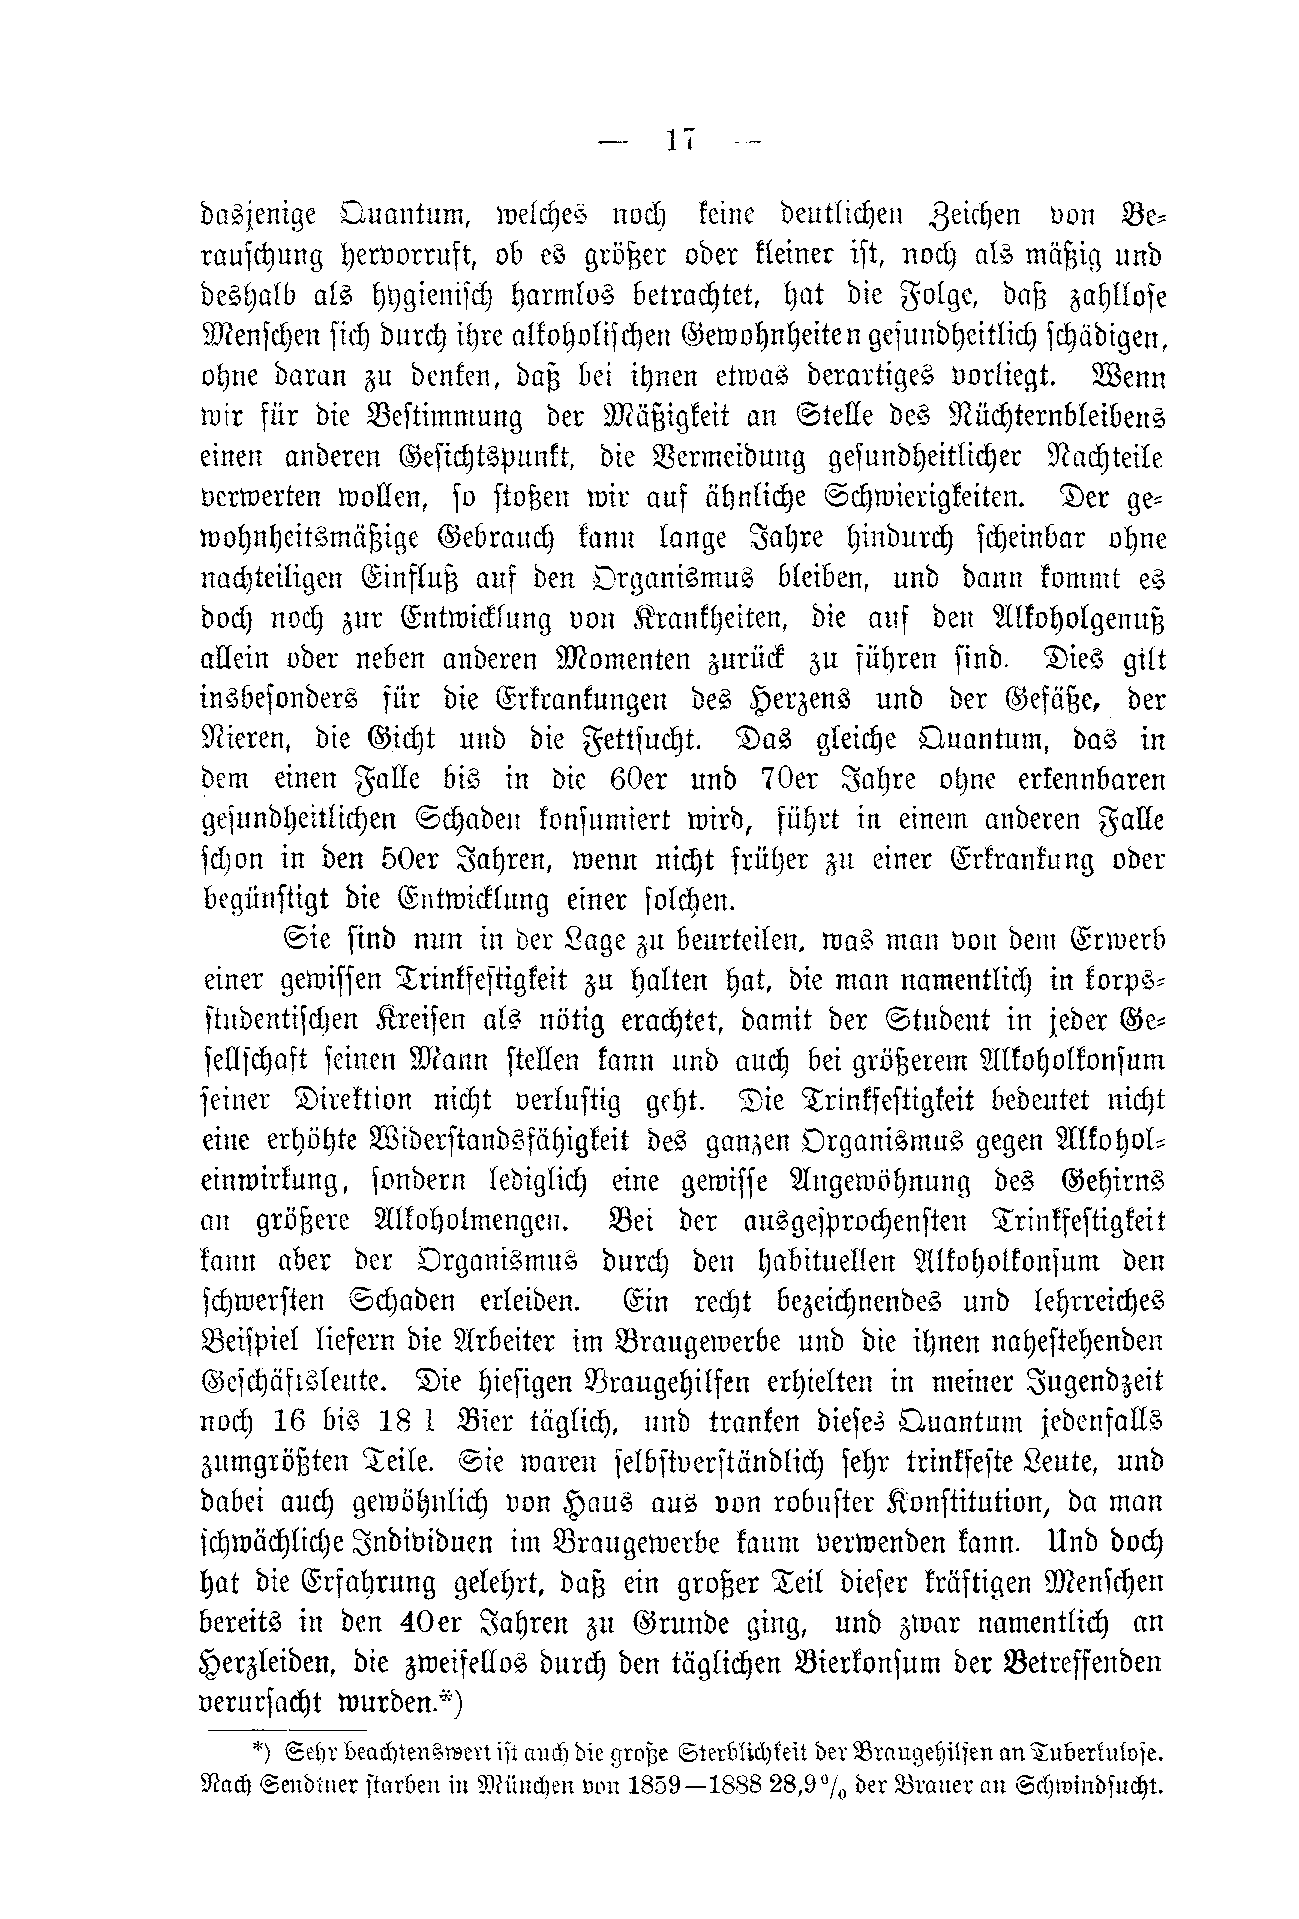 — 17 —
dasjenige Quantum, welches noch keine deutlichen Zeichen von Be-
rauschung hervorruft, ob es größer oder kleiner ist, noch als mäßig und
deshalb als hygienisch harmlos betrachtet, hat die Folge, daß zahllose
Menschen sich durch ihre alkoholischen Gewohnheiten gesundheitlich schädigen,
ohne daran zu denken, daß bei ihnen etwas derartiges vorliegt. Wenn
wir für die Bestimmung der Mäßigkeit an Stelle des Nüchternbleibens
einen anderen Gesichtspunkt, die Vermeidung gesundheitlicher Nachteile
verwerten wollen, so stoßen wir auf ähnliche Schwierigkeiten. Der ge-
wohnheitsmäßige Gebrauch kann lange Jahre hindurch scheinbar ohne
nachteiligen Einfluß auf den Organismus bleiben, und dann kommt es
doch noch zur Entwicklung von Krankheiten, die auf den Alkoholgenuß
allein oder neben anderen Momenten zurück zu führen sind. Dies gilt
insbesonders für die Erkrankungen des Herzens und der Gefäße, der
Nieren, die Gicht und die Fettsucht. Das gleiche Quantum, das in
dem einen Falle bis in die 60er und 70er Jahre ohne erkennbaren
gesundheitlichen Schaden konsumiert wird, führt in einem anderen Falle
schon in den 50er Jahren, wenn nicht früher zu einer Erkrankung oder
begünstigt die Entwicklung einer solchen.
Sie sind nun in der Lage zu beurteilen, was man von dem Erwerb
einer gewissen Trinkfestigkeit zu halten hat, die man namentlich in korps-
studentischen Kreisen als nötig erachtet, damit der Student in jeder Ge-
sellschaft seinen Mann stellen kann und auch bei größerem Alkoholkonsum
seiner Direktion nicht verlustig geht. Die Trinkfestigkeit bedeutet nicht
eine erhöhte Widerstandsfähigkeit des ganzen Organismus gegen Alkohol-
einwirkung, sondern lediglich eine gewisse Angewöhnung des Gehirns
an größere Alkoholmengen. Bei der ausgesprochensten Trinkfestigkeit
kann aber der Organismus durch den habituellen Alkoholkonsum den
schwersten Schaden erleiden. Ein recht bezeichnendes und lehrreiches
Beispiel liefern die Arbeiter im Braugewerbe und die ihnen nahestehenden
Geschäftsleute. Die hiesigen Braugehilfen erhielten in meiner Jugendzeit
noch 16 bis 18 l Bier täglich, und tranken dieses Quantum jedenfalls
zumgrößten Teile. Sie waren selbstverständlich sehr trinkfeste Leute, und
dabei auch gewöhnlich von Haus aus von robuster Konstitution, da man
schwächliche Individuen im Braugewerbe kaum verwenden kann. Und doch
hat die Erfahrung gelehrt, daß ein großer Teil dieser kräftigen Menschen
bereits in den 40er Jahren zu Grunde ging, und zwar namentlich an
Herzleiden, die zweifellos durch den täglichen Bierkonsum der Betreffenden
verursacht wurden.*)
*) Sehr beachtenswert ist auch die große Sterblichkeit der Braugehilfen an Tuberkulose.
Nach Sendtner starben in München von 1859—1888 28,9% der Brauer an Schwindsucht.